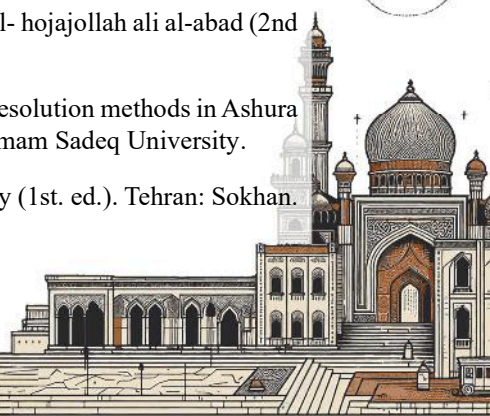 l- hojajollah ali al-abad (2nd
esolution methods in Ashura
mam Sadeq University.
y (1st. ed.). Tehran: Sokhan.